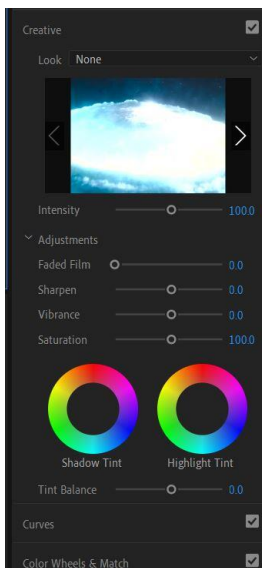 Creative
Look None
Intensity 100.0
Adjustments
Faded Film 0.0
Sharpen 0.0
Vibrance 0.0
Saturation 100.0
Shadow Tint Highlight Tint
Tint Balance 0.0
Curves
Color Wheels & Match